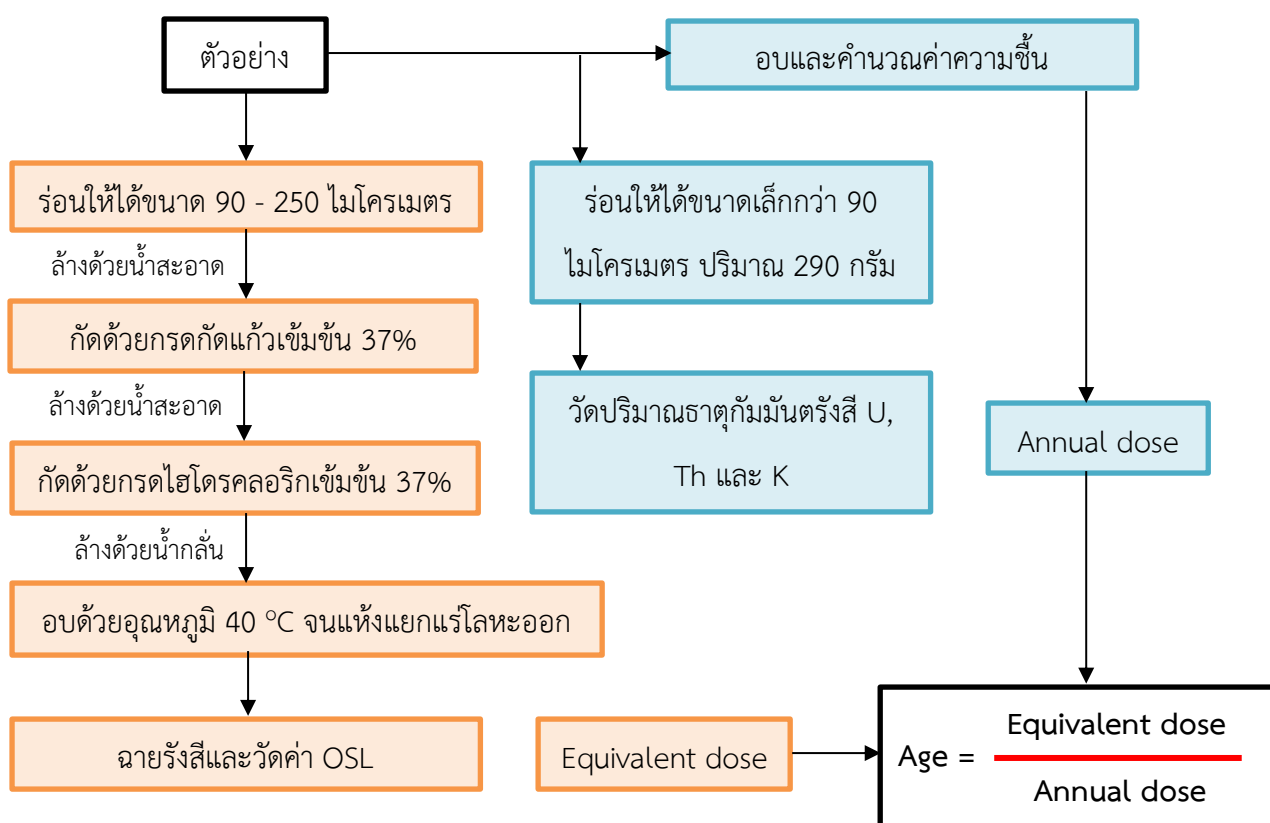 ตัวอย่าง
อบและคำนวณค่าความชื้น
ร่อนให้ได้ขนาด 90 - 250 ไมโครเมตร
ล้างด้วยน้ำสะอาด
กัดด้วยกรดกัดแก้วเข้มข้น 37%
ล้างด้วยน้ำสะอาด
กัดด้วยกรดไฮโดรคลอริกเข้มข้น 37%
ล้างด้วยน้ำกลั่น
อบด้วยอุณหภูมิ 40 °C จนแห้งแยกแร่โลหะออก
ฉายรังสีและวัดค่า OSL
ร่อนให้ได้ขนาดเล็กกว่า 90
ไมโครเมตร ปริมาณ 290 กรัม
วัดปริมาณธาตุกัมมันตรังสี U,
Th และ K
Annual dose
Equivalent dose
Age =
Equivalent dose
Annual dose